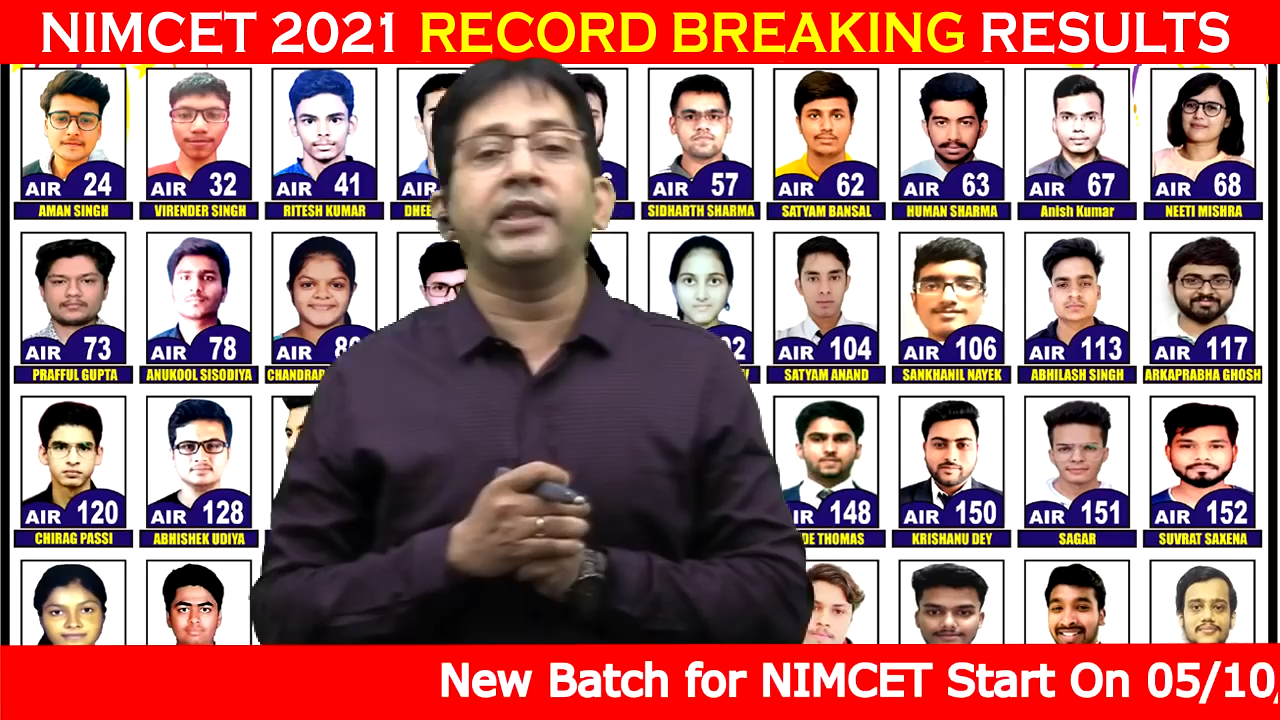 NIMCET 2021 RECORD BREAKING RESULTS
AIR 24 AIR 32 AIR 41 AIR 57 AIR 62 AIR 63 AIR 67 AIR 68
AMAN SINGH VIRENDER SINGH RITESH KUMAR SIDHARTH SHARMA SATYAM BANSAL HUMAN SHARMA Anish Kumar NEETI MISHRA
AIR 73 AIR 78 AIR AIR 104 AIR 106 AIR 113 AIR 117
PRAFFUL GUPTA ANUKOOL SISODIYA SATYAM ANAND SANKHANIL NAYEK ABHILASH SINGH ARKAPRABHA GHOSH
AIR 120 AIR 128 148 AIR 150 AIR 151 AIR 152
CHIRAG PASSI ABHISHEK UDIYA THOMAS KRISHANU DEY SAGAR SUVRAT SAXENA
New Batch for NIMCET Start On 05/10